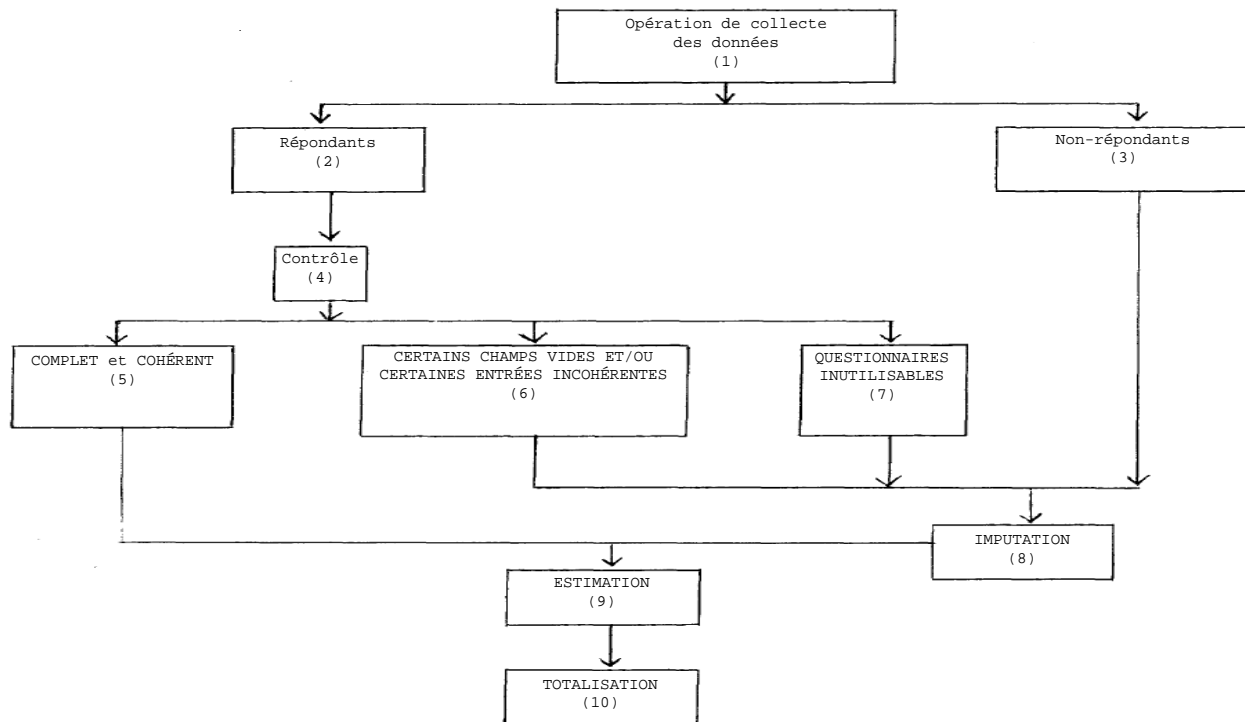 Opération de collecte
des données
(1)
Répondants
(2)
Non-répondants
(3)
Contrôle
(4)
COMPLET et COHÉRENT
(5)
CERTAINS CHAMPS VIDES ET/OU
CERTAINES ENTRÉES INCOHÉRENTES
(6)
QUESTIONNAIRES
INUTILISABLES
(7)
IMPUTATION
(8)
ESTIMATION
(9)
TOTALISATION
(10)